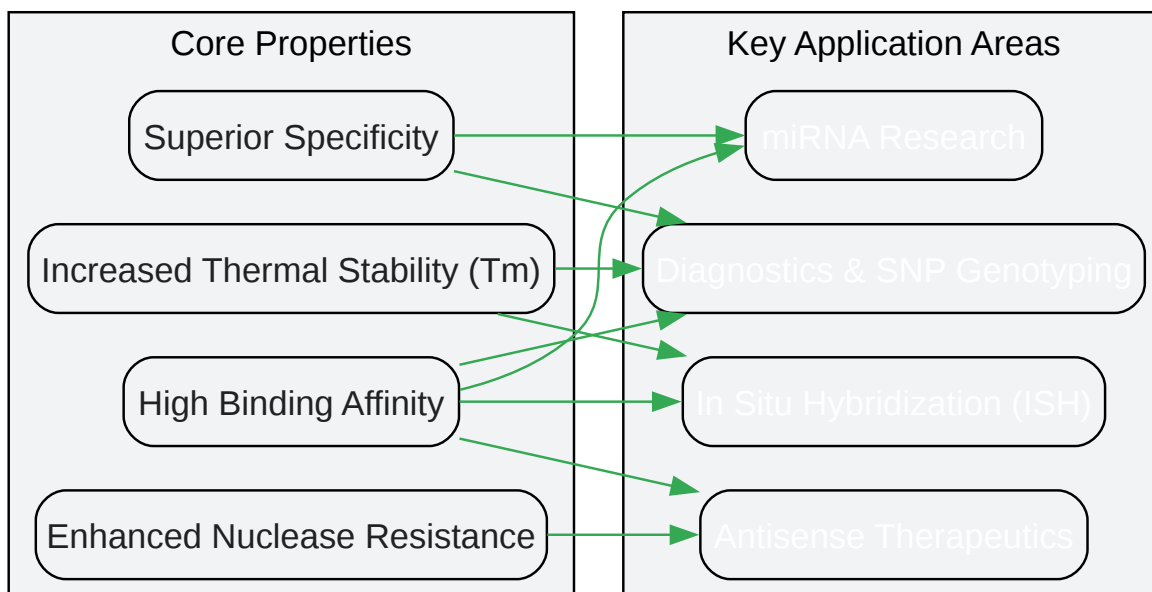 Core Properties
Superior Specificity
Increased Thermal Stability (Tm)
High Binding Affinity
Enhanced Nuclease Resistance
Key Application Areas
miRNA Research
Diagnostics & SNP Genotyping
In Situ Hybridization (ISH)
Antisense Therapeutics